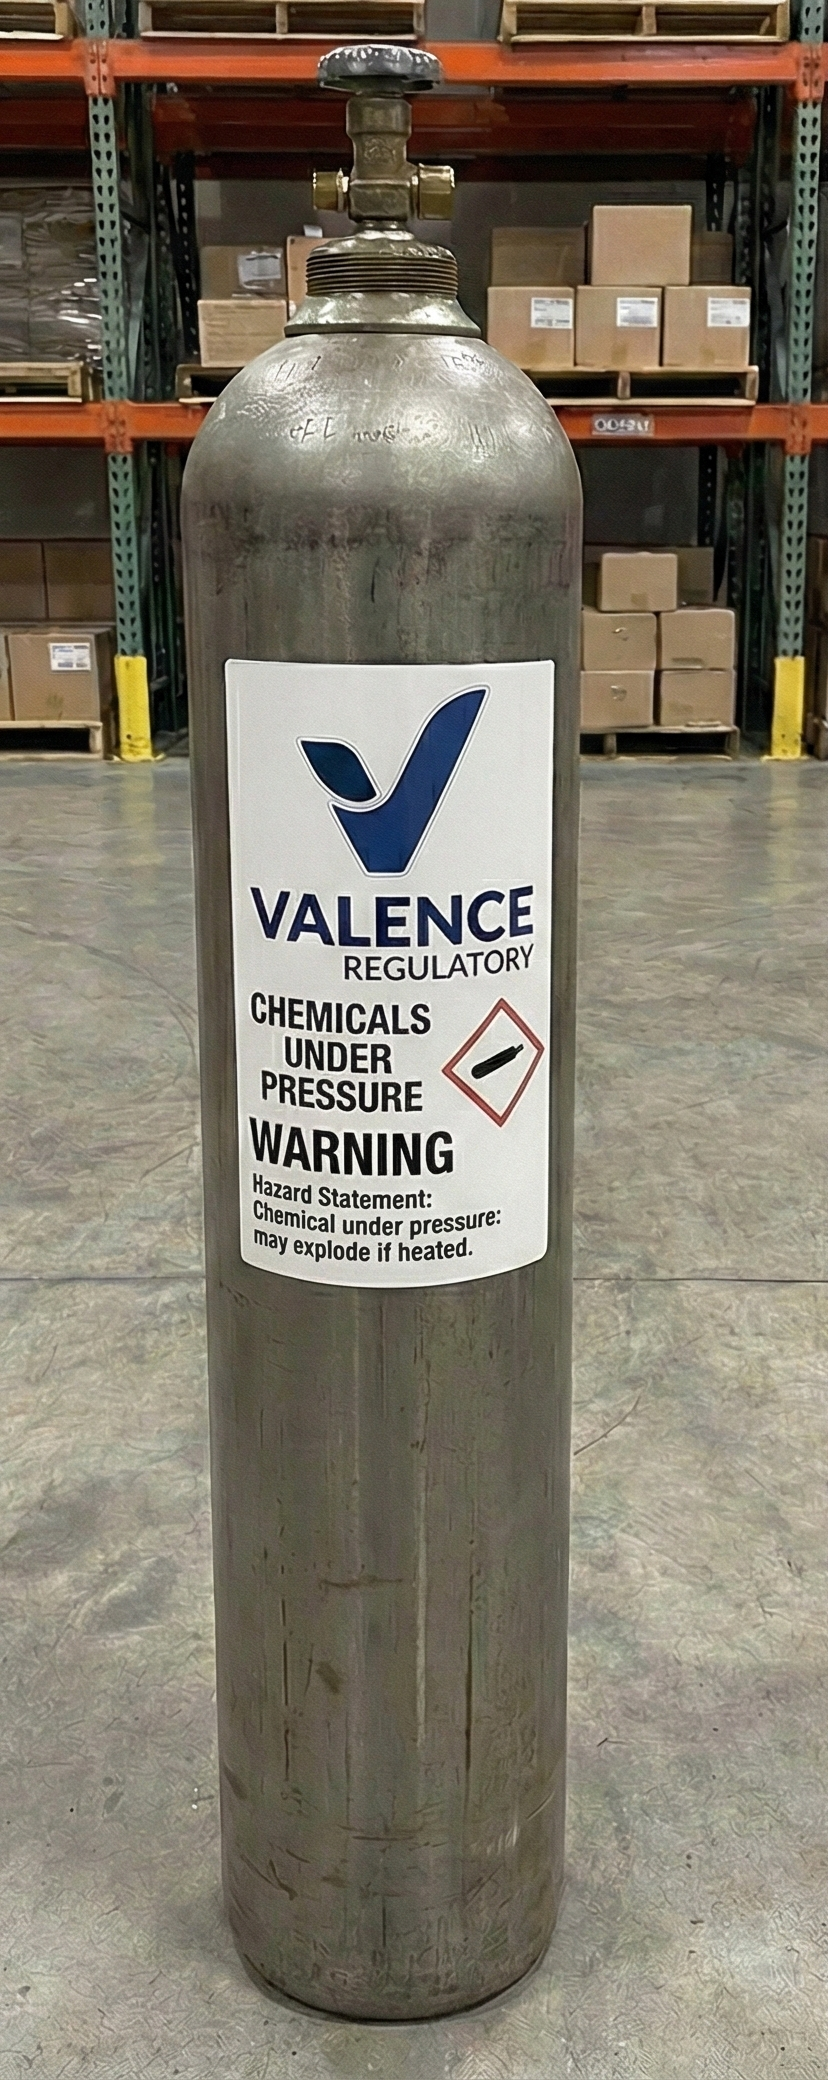 VALENCE
REGULATORY
CHEMICALS
UNDER
PRESSURE
WARNING
Hazard Statement:
Chemical under pressure:
may explode if heated.